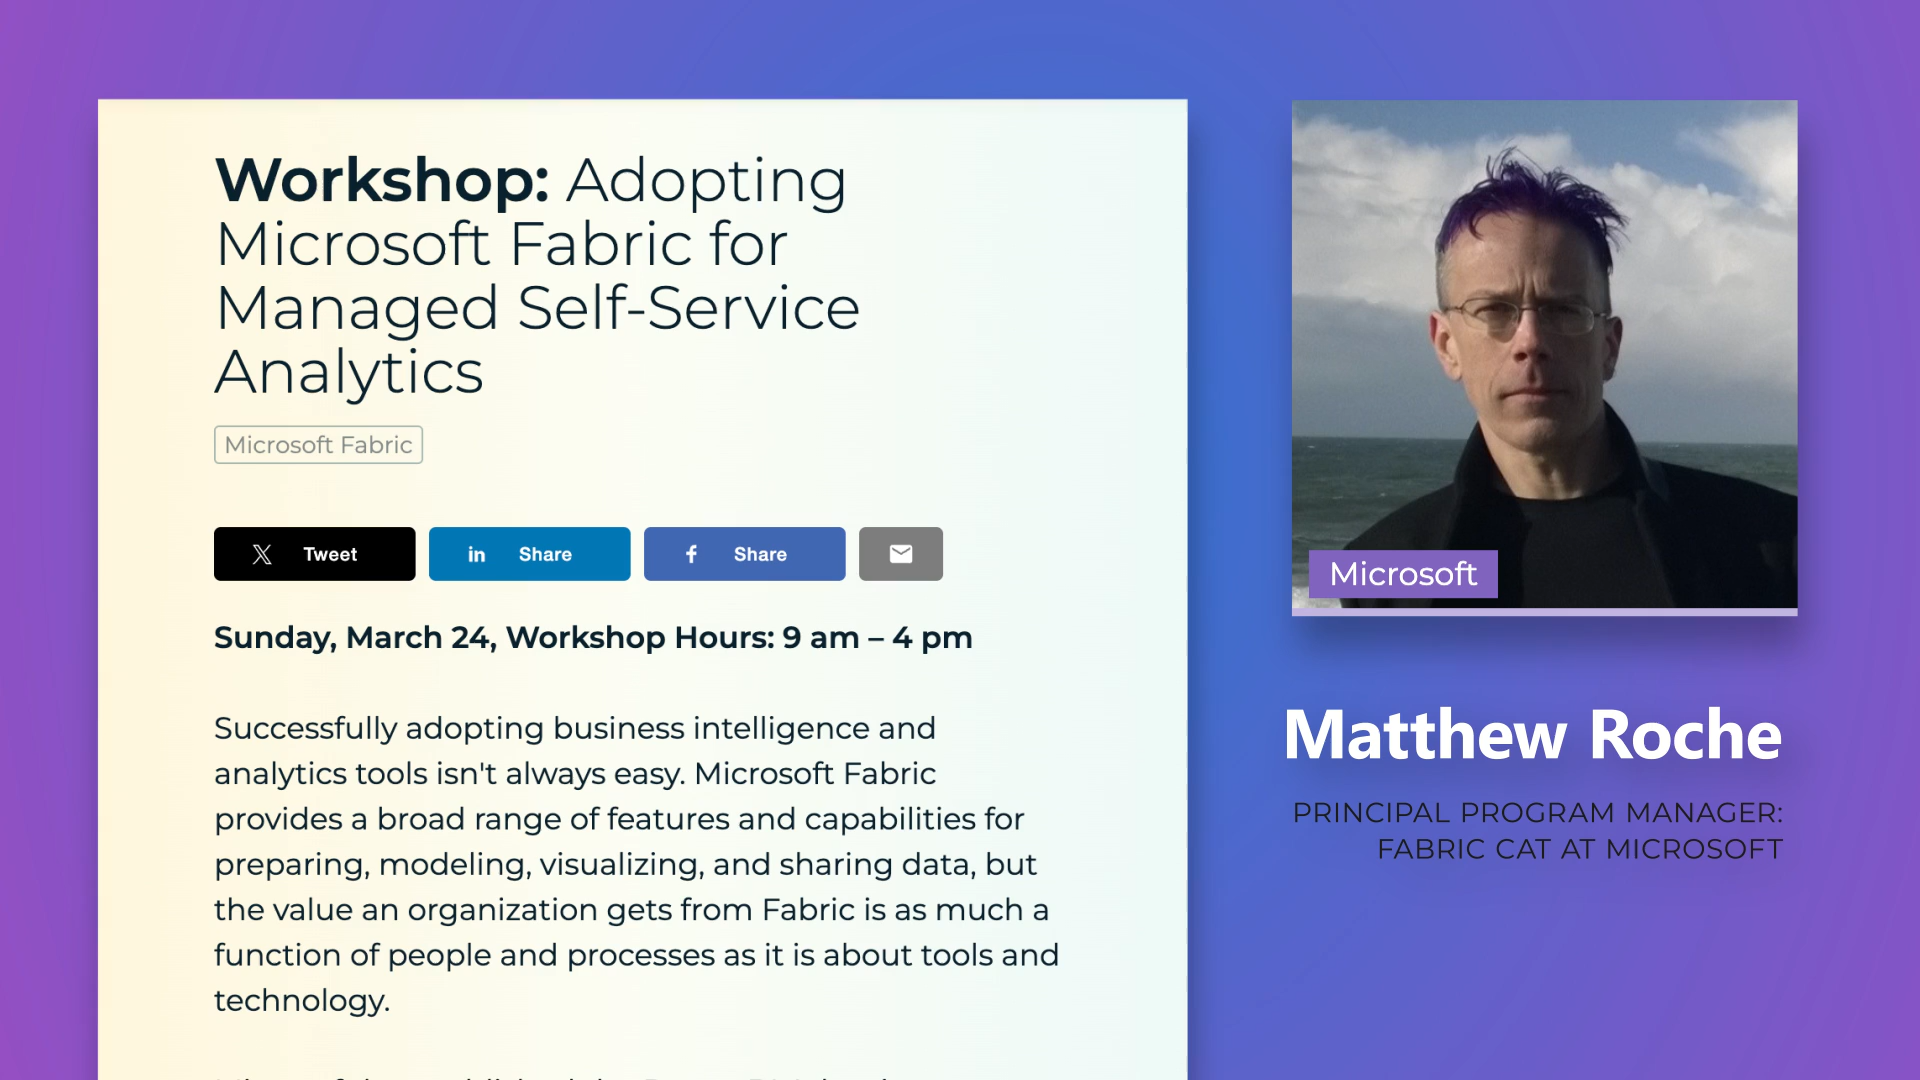 Workshop: Adopting
Microsoft Fabric for
Managed Self-Service
Analytics
Microsoft Fabric
Tweet
Share
Share
Sunday, March 24, Workshop Hours: 9 am – 4 pm
Successfully adopting business intelligence and
analytics tools isn't always easy. Microsoft Fabric
provides a broad range of features and capabilities for
preparing, modeling, visualizing, and sharing data, but
the value an organization gets from Fabric is as much a
function of people and processes as it is about tools and
technology.
Microsoft
Matthew Roche
PRINCIPAL PROGRAM MANAGER:
FABRIC CAT AT MICROSOFT